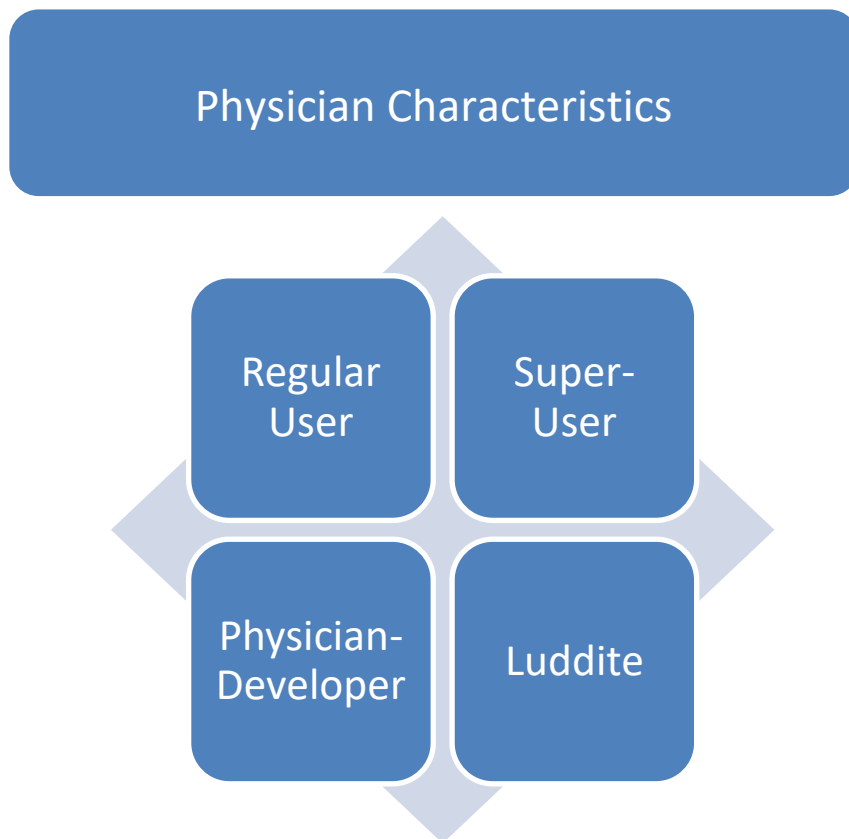 Physician Characteristics
Regular
User
Super-
User
Physician-
Developer
Luddite